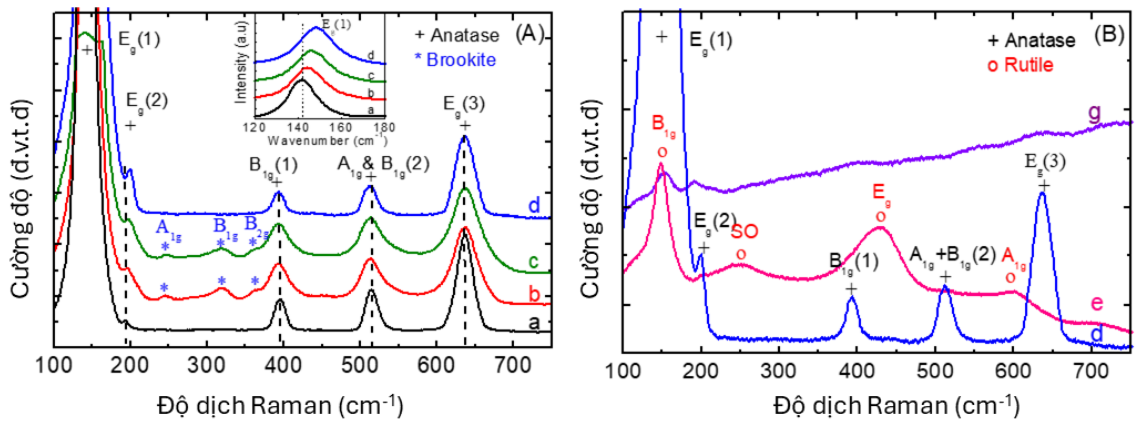 (A)
+ Anatase
* Brookite
Cường độ (đ.v.t.đ)
E_g(1)
E_g(2)
A_1g
B_1g
B_2g
B_1g(1)
A_1g &
B_1g(2)
E_g(3)
d
c
b
a
Intensity (a.u)
E_g(1)
d
c
b
a
120 140 160 180
Wavenumber (cm⁻¹)
100 200 300 400 500 600 700
Độ dịch Raman (cm⁻¹)
(B)
+ Anatase
o Rutile
Cường độ (đ.v.t.đ)
E_g(1)
B_1g
E_g(2)
SO
E_g
B_1g(1)
A_1g+B_1g(2)
A_1g
E_g(3)
g
e
d
100 200 300 400 500 600 700
Độ dịch Raman (cm⁻¹)